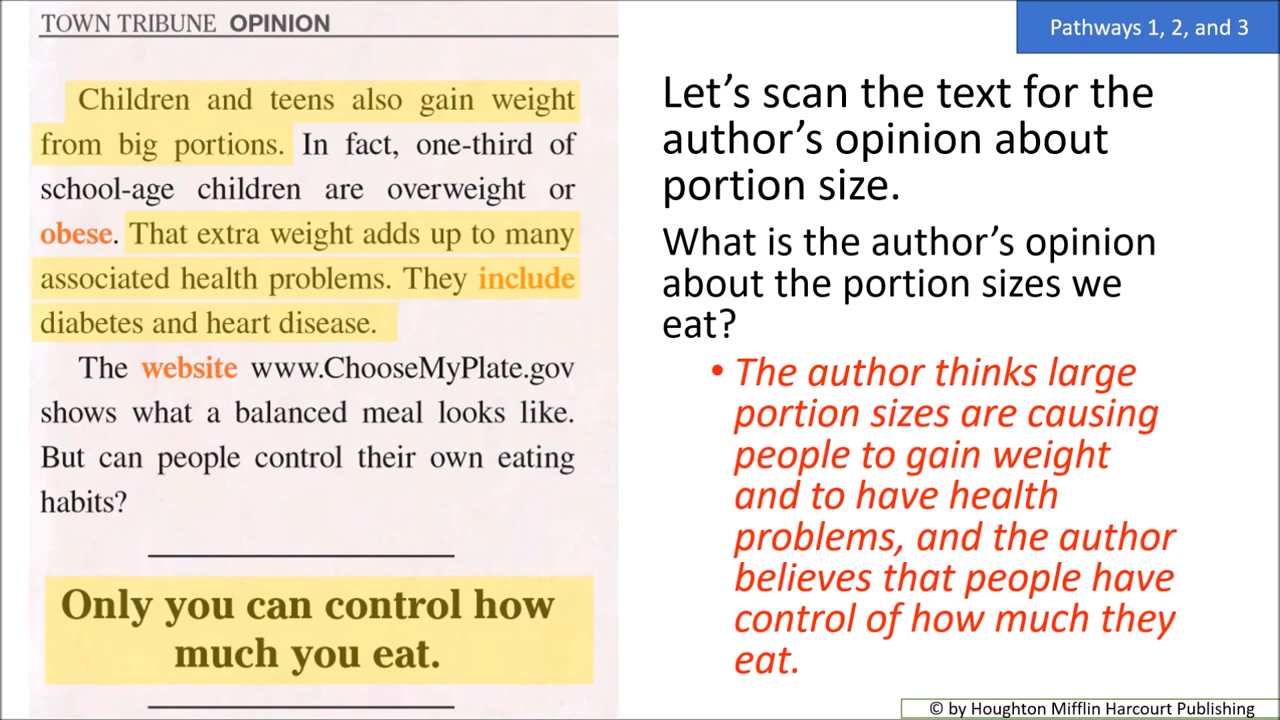 TOWN TRIBUNE OPINION
Children and teens also gain weight
from big portions. In fact, one-third of
school-age children are overweight or
obese. That extra weight adds up to many
associated health problems. They include
diabetes and heart disease.
The website www.ChooseMyPlate.gov
shows what a balanced meal looks like.
But can people control their own eating
habits?
Only you can control how
much you eat.
Pathways 1, 2, and 3
Let’s scan the text for the
author’s opinion about
portion size.
What is the author’s opinion
about the portion sizes we
eat?
• The author thinks large
portion sizes are causing
people to gain weight
and to have health
problems, and the author
believes that people have
control of how much they
eat.
© by Houghton Mifflin Harcourt Publishing